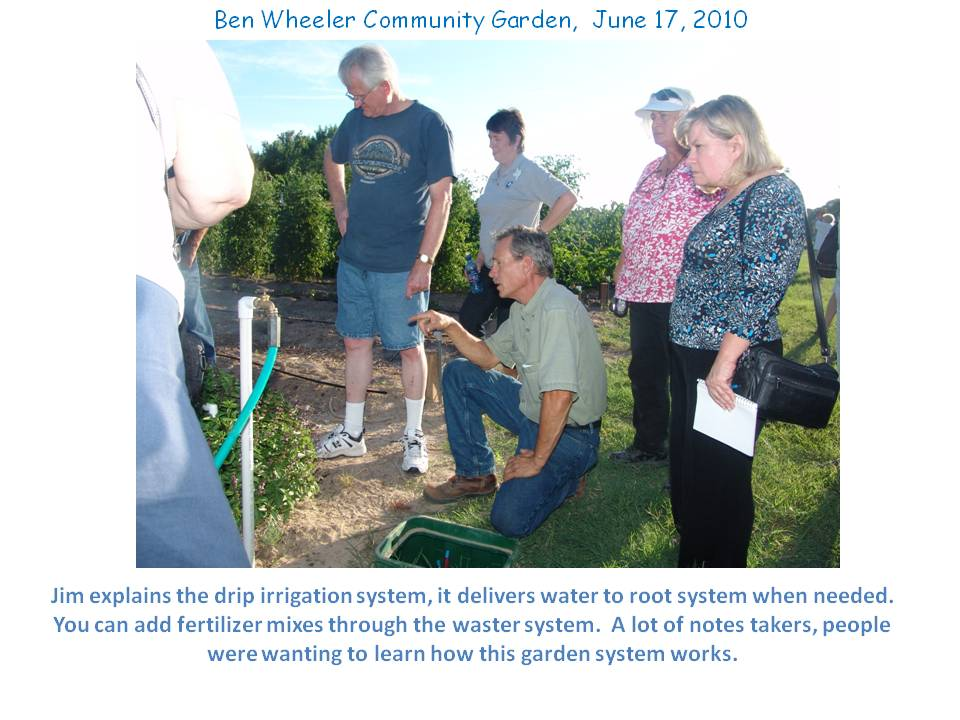 Ben Wheeler Community Garden,  June 17, 2010
Jim explains the drip irrigation system, it delivers water to root system when needed.
You can add fertilizer mixes through the waster system.  A lot of notes takers, people
were wanting to learn how this garden system works.